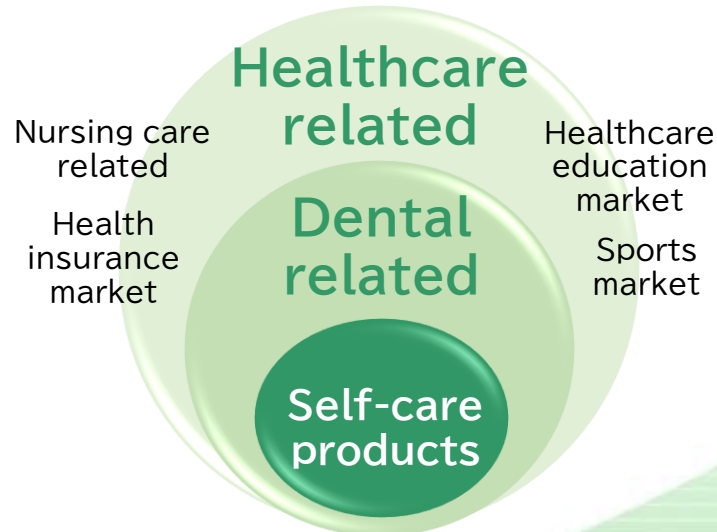 Healthcare
related
Nursing care
related
Health
insurance
market
Healthcare
education
market
Sports
market
Dental
related
Self-care
products